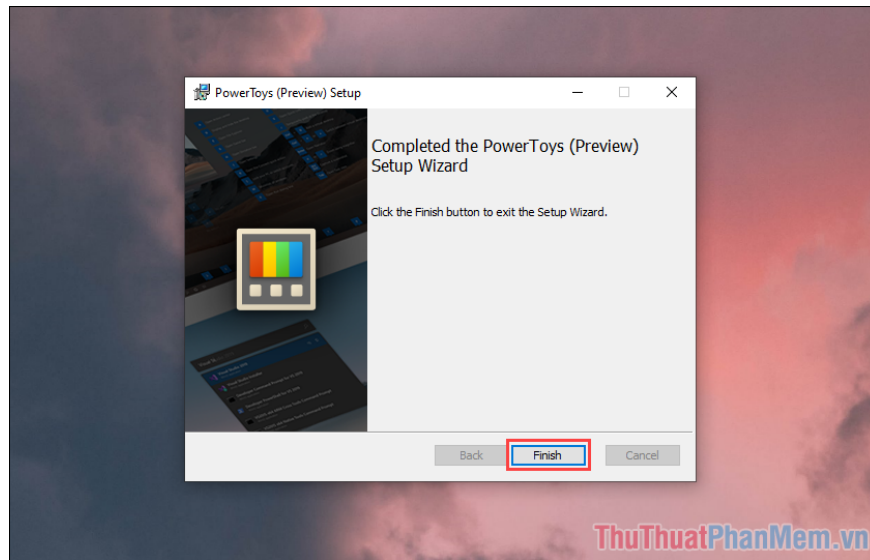 PowerToys (Preview) Setup
Completed the PowerToys (Preview)
Setup Wizard
Click the Finish button to exit the Setup Wizard.
Back Finish Cancel
ThuThuatPhanMem.vn